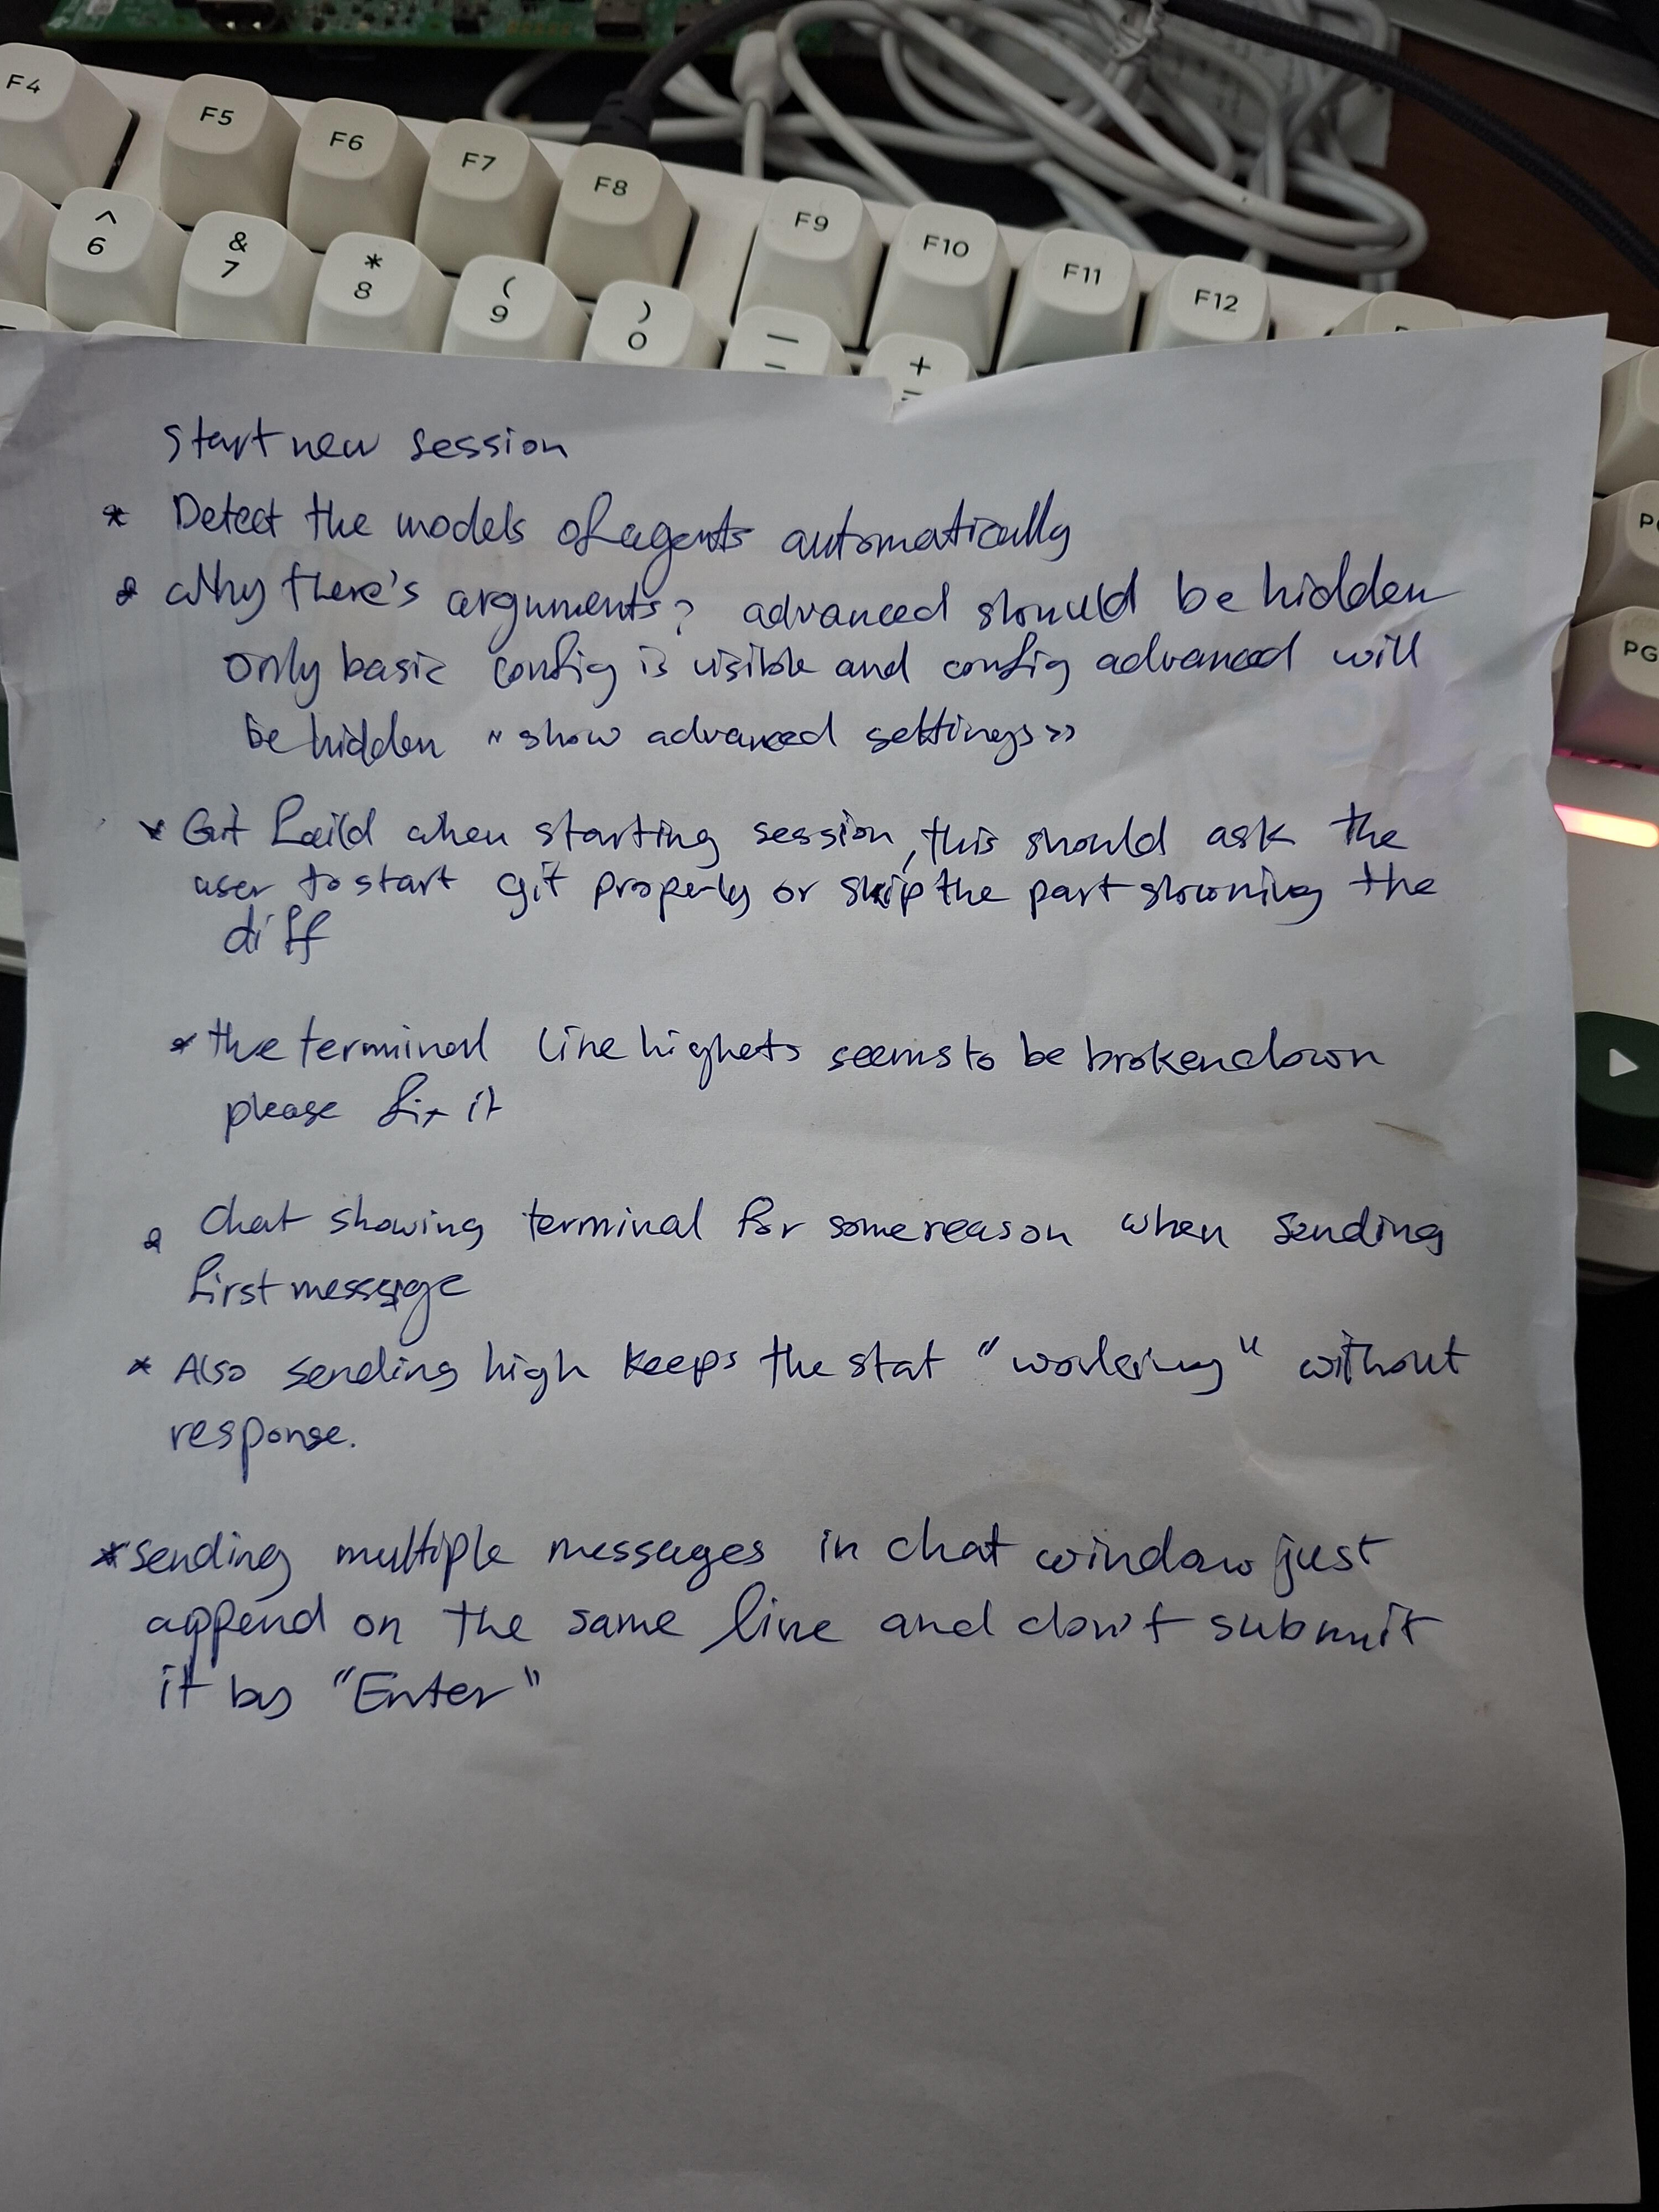 F4
F5
F6
F7
F8
F9
F10
F11
F12
^
6
&
7
*
8
(
9
)
0
—
–
+
=
PG
start new session
* Detect the models of agents automatically
* Why there's arguments? advanced should be hidden
only basic config is visible and config advanced will
be hidden "show advanced settings»
* Git faild when starting session, this should ask the
user to start git properly or skip the part showning the
diff
* the terminal line highets seems to be brokendown
please fix it
* Chat showing terminal for some reason when sending
first message
* Also sending high keeps the stat "working" without
response.
* sending multiple messages in chat window just
append on the same line and don't submit
it by "Enter"